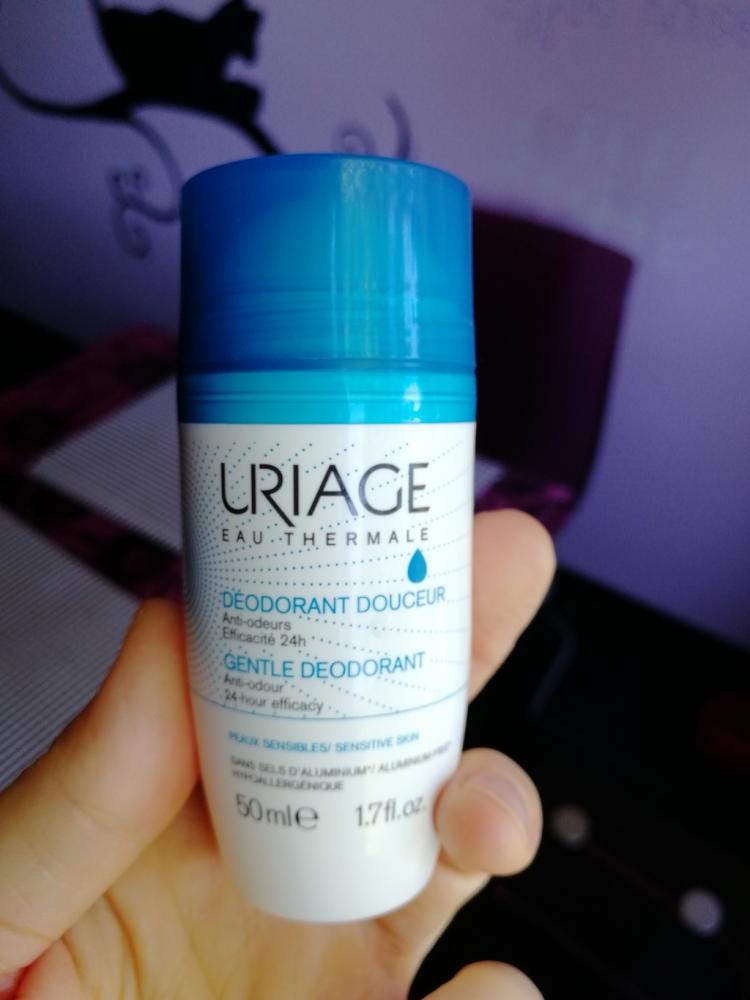 URIAGE
EAU THERMALE
DÉODORANT DOUCEUR
Anti-odeurs
Efficacité 24h
GENTLE DEODORANT
Anti-odour
24-hour efficacy
PEAUX SENSIBLES/ SENSITIVE SKIN
SANS SELS D'ALUMINIUM*/ ALUMINIUM-FREE
HYPOALLERGÉNIQUE
50ml℮ 1.7fl.oz.